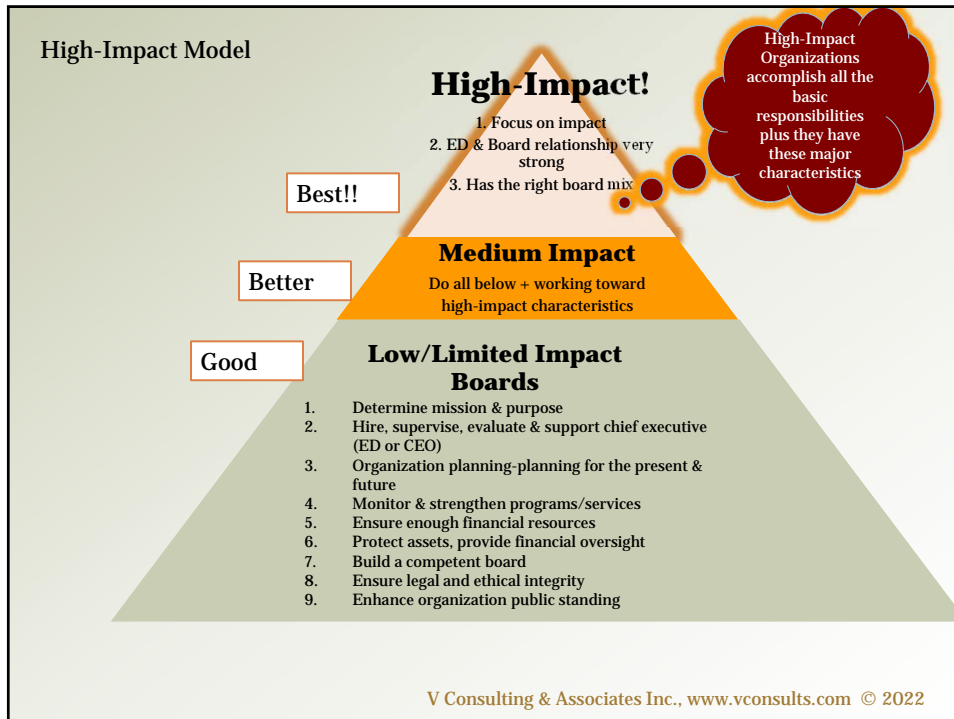 High-Impact Model
High-Impact
Organizations
accomplish all the
basic
responsibilities
plus they have
these major
characteristics
High-Impact!
1. Focus on impact
2. ED & Board relationship very
strong
3. Has the right board mix
Best!!
Medium Impact
Do all below + working toward
high-impact characteristics
Better
Good
Low/Limited Impact
Boards
1. Determine mission & purpose
2. Hire, supervise, evaluate & support chief executive
(ED or CEO)
3. Organization planning-planning for the present &
future
4. Monitor & strengthen programs/services
5. Ensure enough financial resources
6. Protect assets, provide financial oversight
7. Build a competent board
8. Ensure legal and ethical integrity
9. Enhance organization public standing
V Consulting & Associates Inc., www.vconsults.com © 2022